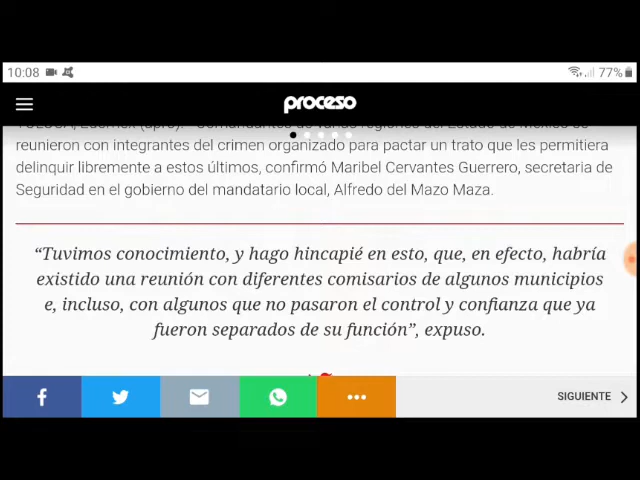 10:08
77%
proceso
reunieron con integrantes del crimen organizado para pactar un trato que les permitiera
delinquir libremente a estos últimos, confirmó Maribel Cervantes Guerrero, secretaria de
Seguridad en el gobierno del mandatario local, Alfredo del Mazo Maza.
“Tuvimos conocimiento, y hago hincapié en esto, que, en efecto, habría
existido una reunión con diferentes comisarios de algunos municipios
e, incluso, con algunos que no pasaron el control y confianza que ya
fueron separados de su función”, expuso.
SIGUIENTE